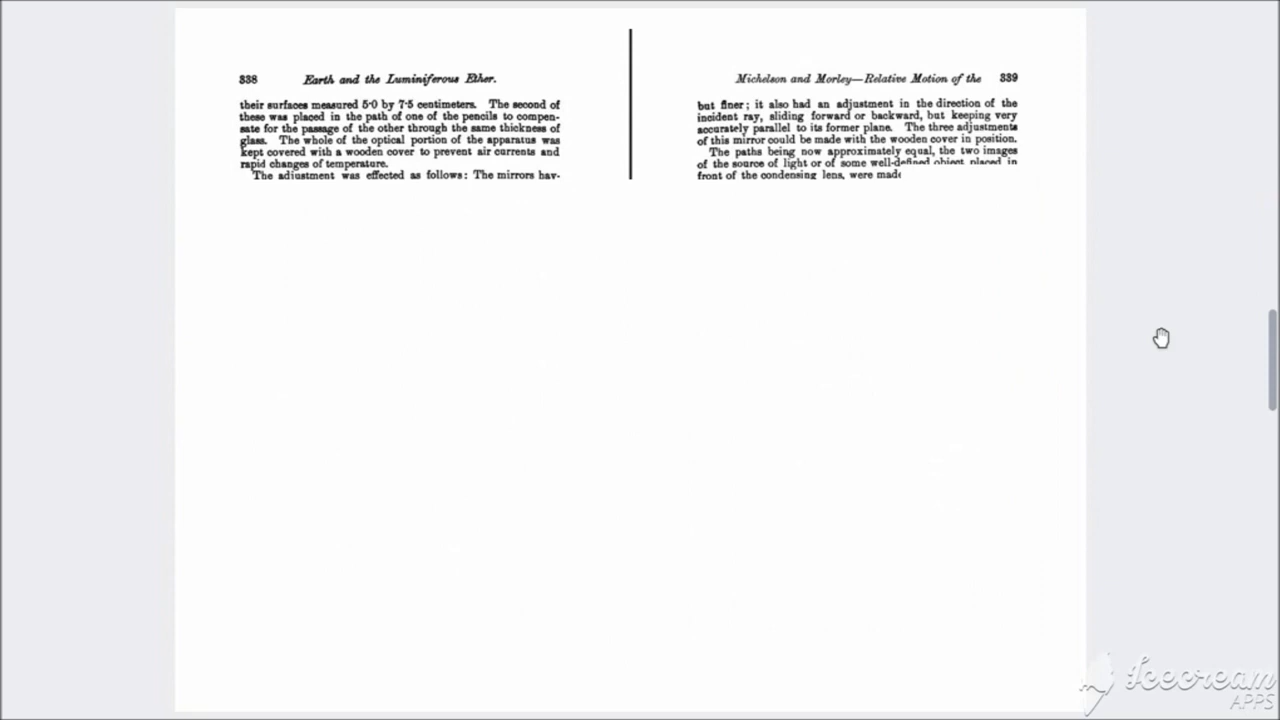 338 Earth and the Luminiferous Ether.
their surfaces measured 5·0 by 7·5 centimeters. The second of
these was placed in the path of one of the pencils to compen-
sate for the passage of the other through the same thickness of
glass. The whole of the optical portion of the apparatus was
kept covered with a wooden cover to prevent air currents and
rapid changes of temperature.
The adjustment was effected as follows: The mirrors hav-
Michelson and Morley—Relative Motion of the 339
but finer; it also had an adjustment in the direction of the
incident ray, sliding forward or backward, but keeping very
accurately parallel to its former plane. The three adjustments
of this mirror could be made with the wooden cover in position.
The paths being now approximately equal, the two images
of the source of light or of some well-defined object placed in
front of the condensing lens, were made
Icecream
APPS